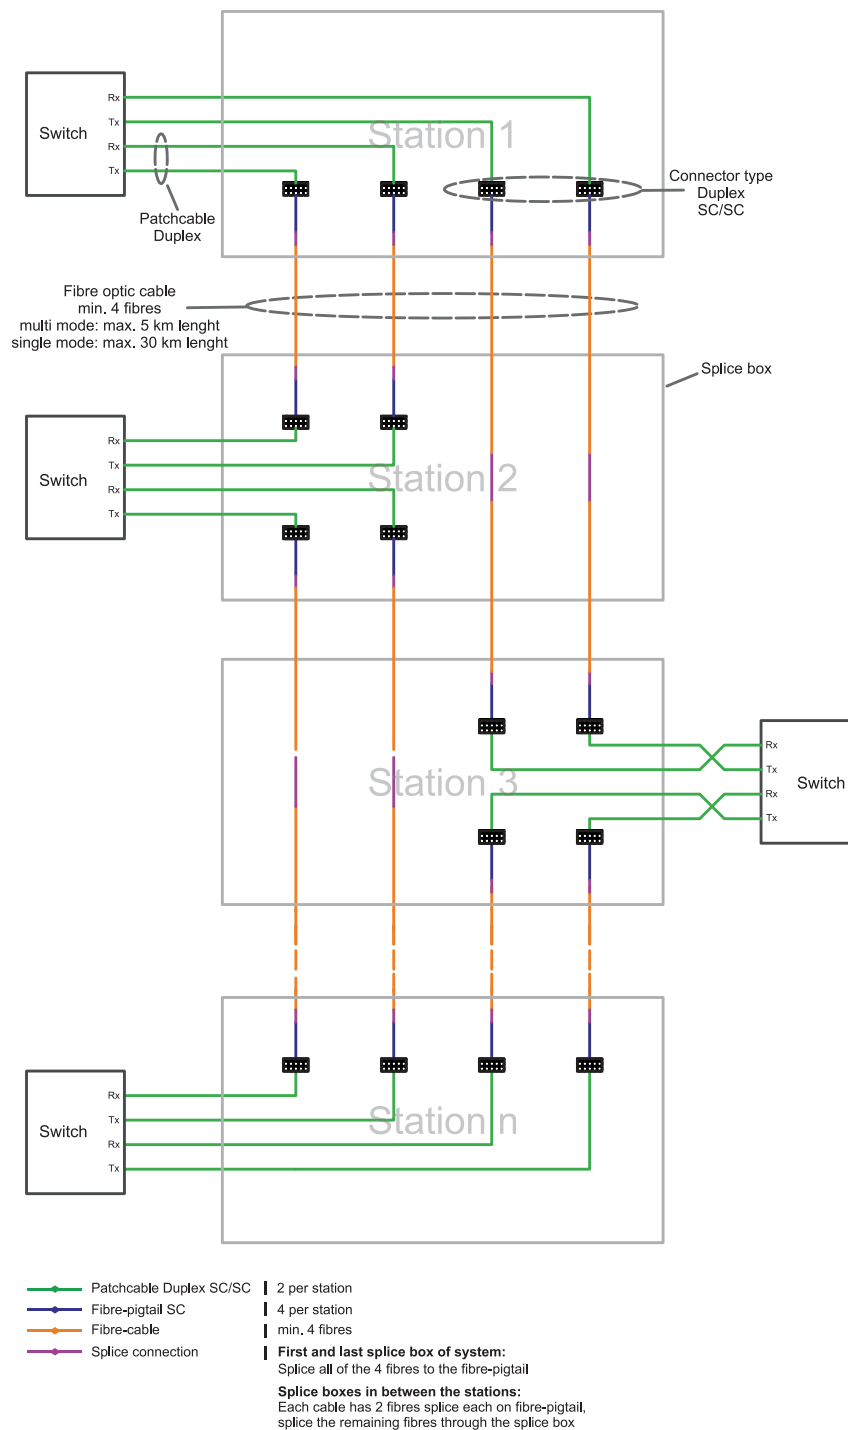 Station 1
Switch
Rx
Tx
Rx
Tx
Patchcable
Duplex
Connector type
Duplex
SC/SC
Fibre optic cable
min. 4 fibres
multi mode: max. 5 km lenght
single mode: max. 30 km lenght
Splice box
Station 2
Switch
Rx
Tx
Rx
Tx
Station 3
Switch
Rx
Tx
Rx
Tx
Station n
Switch
Rx
Tx
Rx
Tx
Patchcable Duplex SC/SC 2 per station
Fibre-pigtail SC 4 per station
Fibre-cable min. 4 fibres
Splice connection First and last splice box of system:
Splice all of the 4 fibres to the fibre-pigtail
Splice boxes in between the stations:
Each cable has 2 fibres splice each on fibre-pigtail,
splice the remaining fibres through the splice box